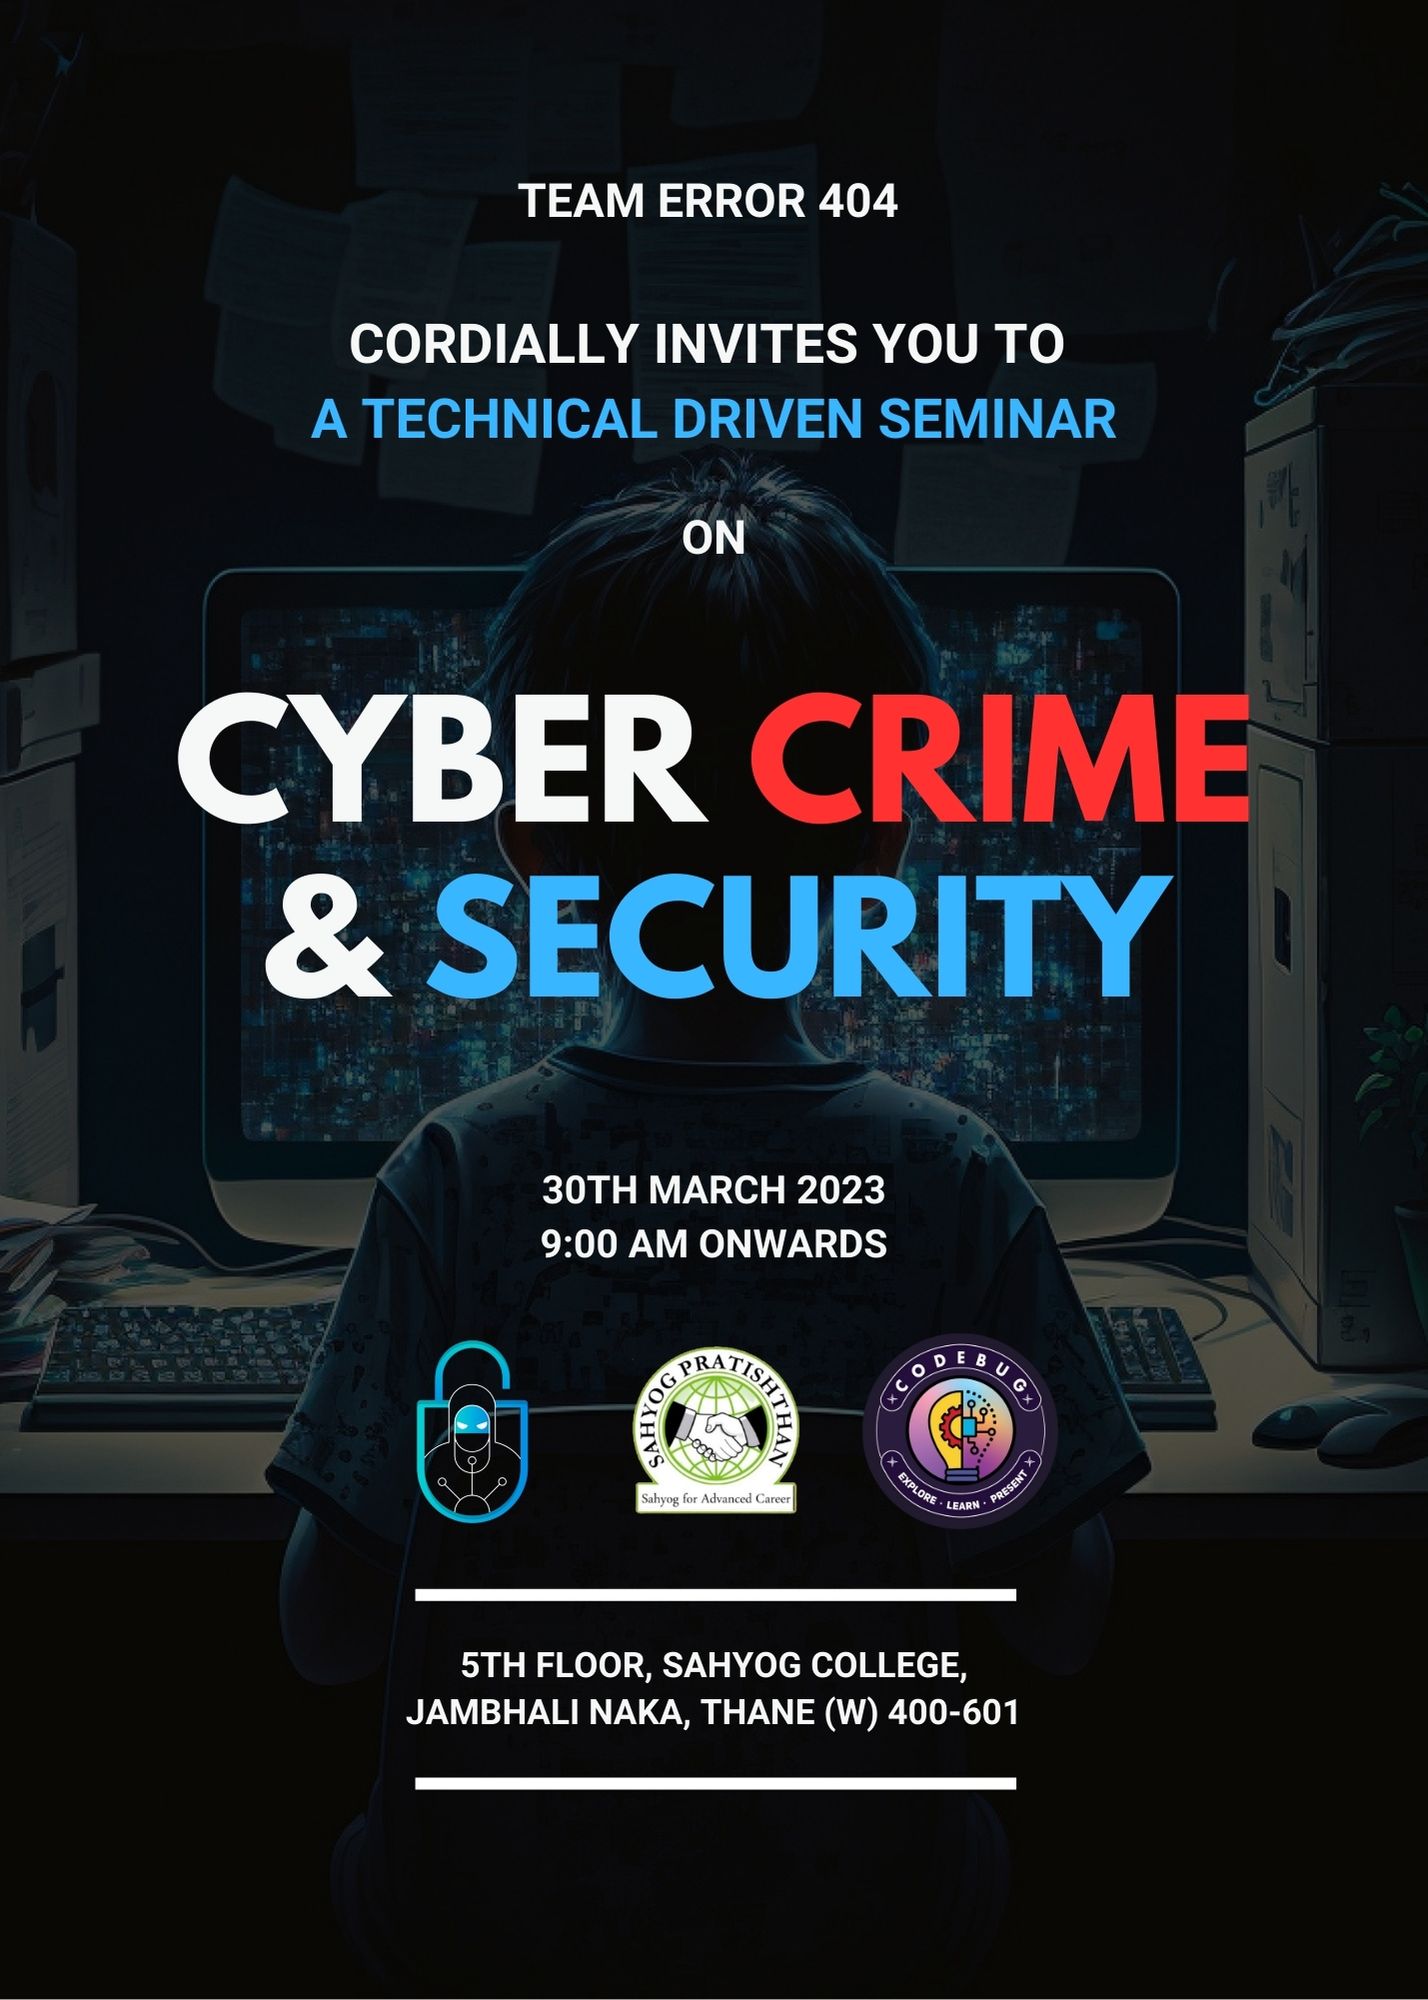 TEAM ERROR 404
CORDIALLY INVITES YOU TO
A TECHNICAL DRIVEN SEMINAR
ON
CYBER CRIME
& SECURITY
30TH MARCH 2023
9:00 AM ONWARDS
SAHYOG PRATISHTHAN
Sahyog for Advanced Career
CODEBUG
EXPLORE · LEARN · PRESENT
5TH FLOOR, SAHYOG COLLEGE,
JAMBHALI NAKA, THANE (W) 400-601